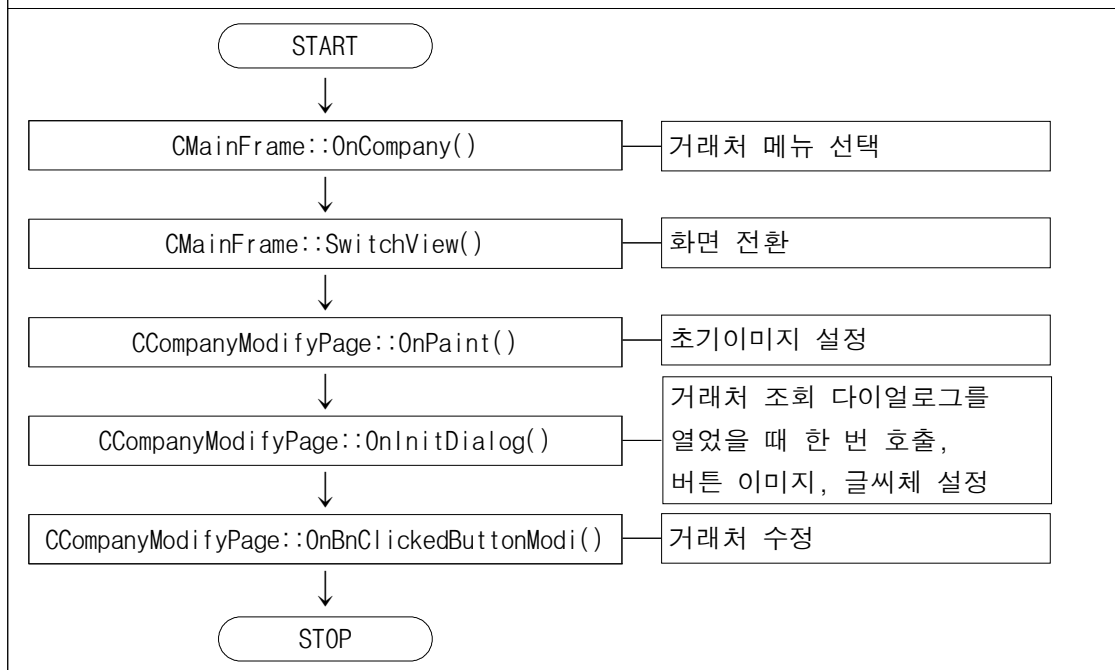 START
CMainFrame::OnCompany()
거래처 메뉴 선택
CMainFrame::SwitchView()
화면 전환
CCompanyModifyPage::OnPaint()
초기이미지 설정
CCompanyModifyPage::OnInitDialog()
거래처 조회 다이얼로그를
열었을 때 한 번 호출,
버튼 이미지, 글씨체 설정
CCompanyModifyPage::OnBnClickedButtonModi()
거래처 수정
STOP